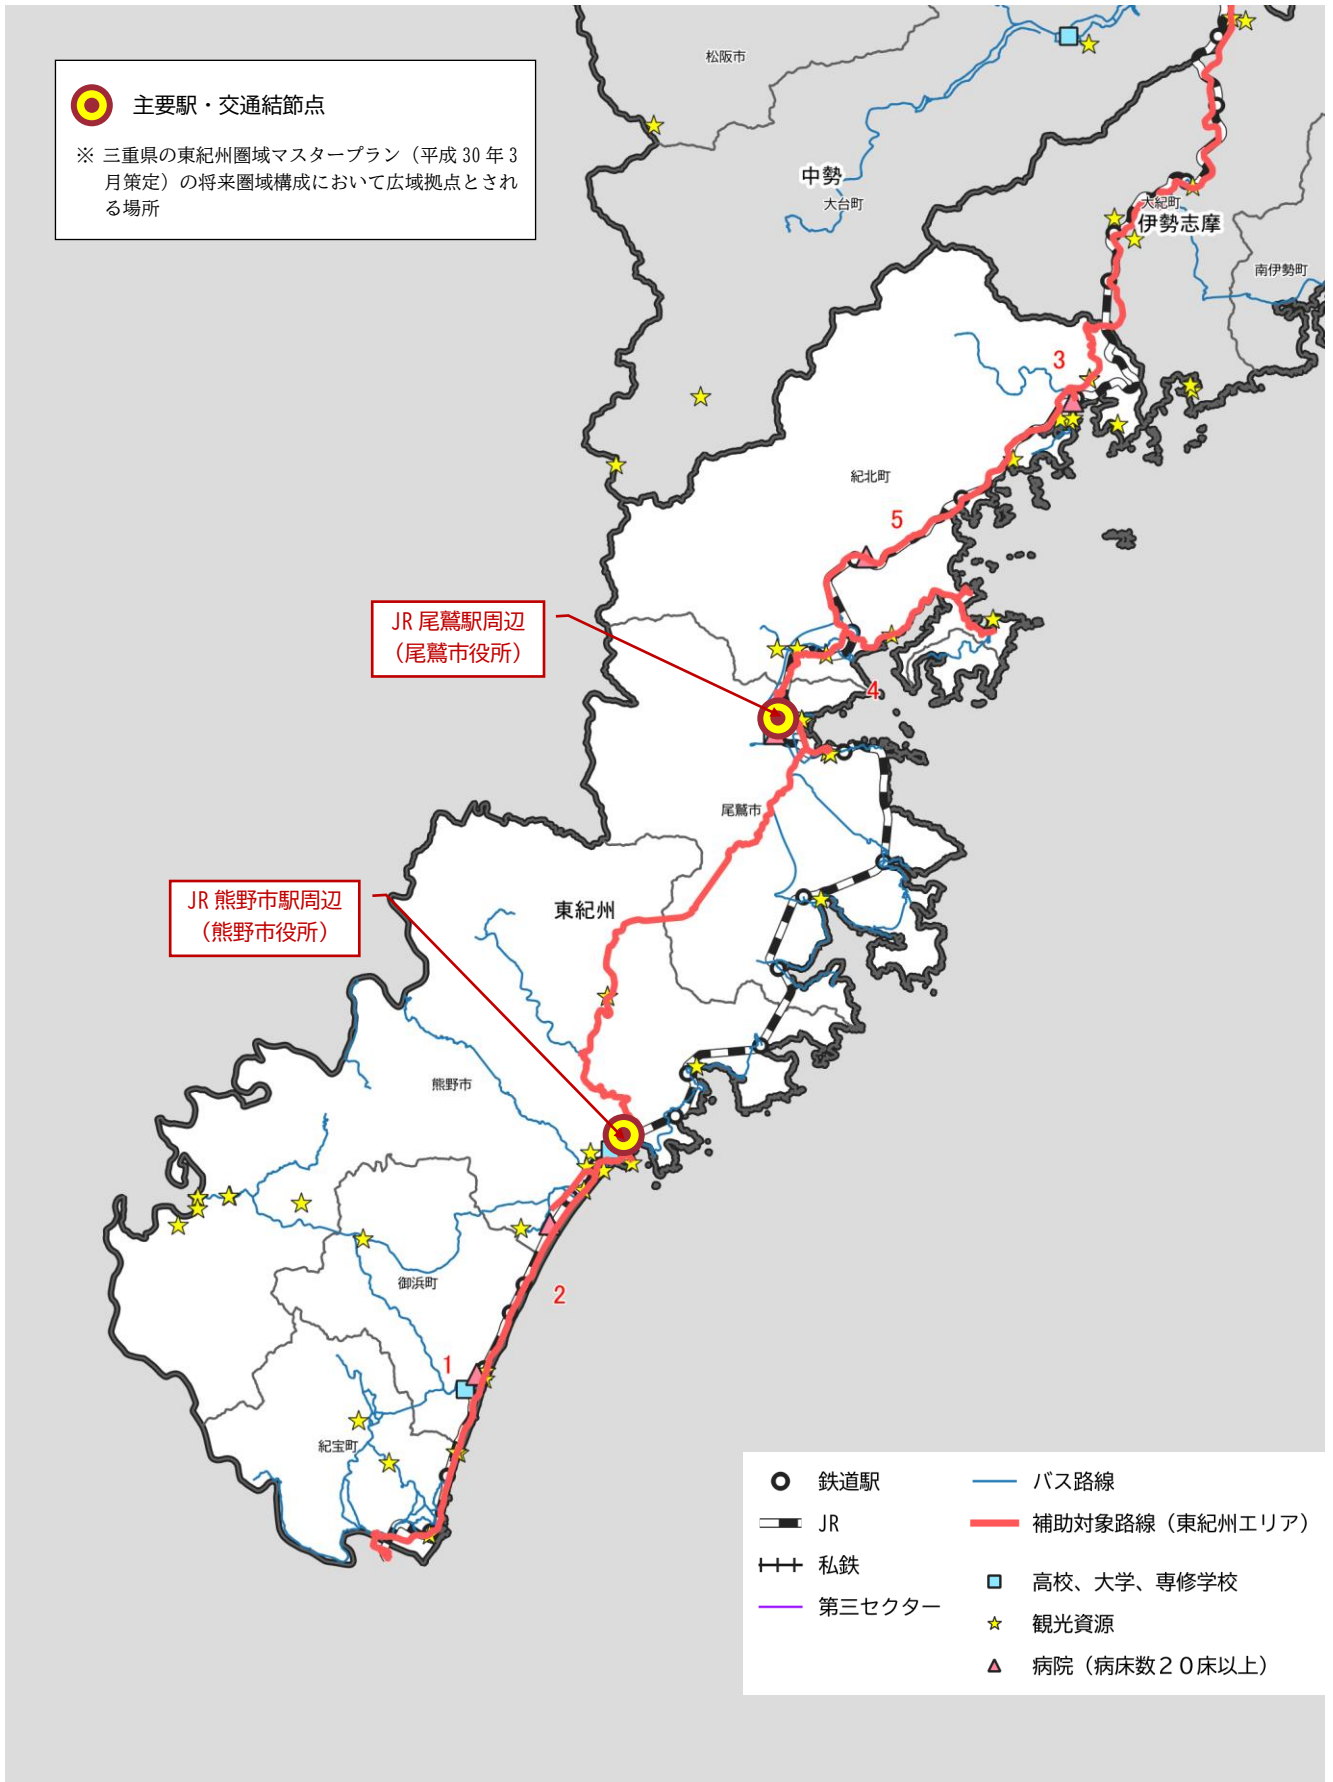 主要駅・交通結節点
※ 三重県の東紀州圏域マスタープラン（平成 30 年 3
月策定）の将来圏域構成において広域拠点とされ
る場所
松阪市
中勢
大台町
大紀町
伊勢志摩
南伊勢町
3
紀北町
5
JR 尾鷲駅周辺
（尾鷲市役所）
4
尾鷲市
JR 熊野市駅周辺
（熊野市役所）
東紀州
熊野市
御浜町
2
1
紀宝町
鉄道駅
JR
私鉄
第三セクター
バス路線
補助対象路線（東紀州エリア）
高校、大学、専修学校
観光資源
病院（病床数２０床以上）